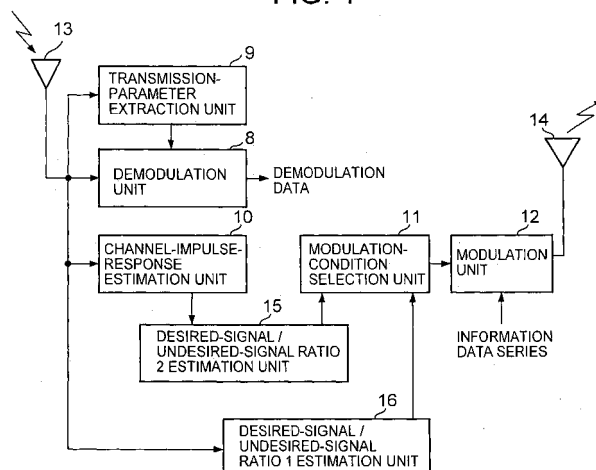 13
9
TRANSMISSION-
PARAMETER
EXTRACTION UNIT
14
8
DEMODULATION
UNIT
DEMODULATION
DATA
10
11
12
CHANNEL-IMPULSE-
RESPONSE
ESTIMATION UNIT
MODULATION-
CONDITION
SELECTION UNIT
MODULATION
UNIT
15
DESIRED-SIGNAL /
UNDESIRED-SIGNAL RATIO
2 ESTIMATION UNIT
INFORMATION
DATA SERIES
16
DESIRED-SIGNAL /
UNDESIRED-SIGNAL
RATIO 1 ESTIMATION UNIT